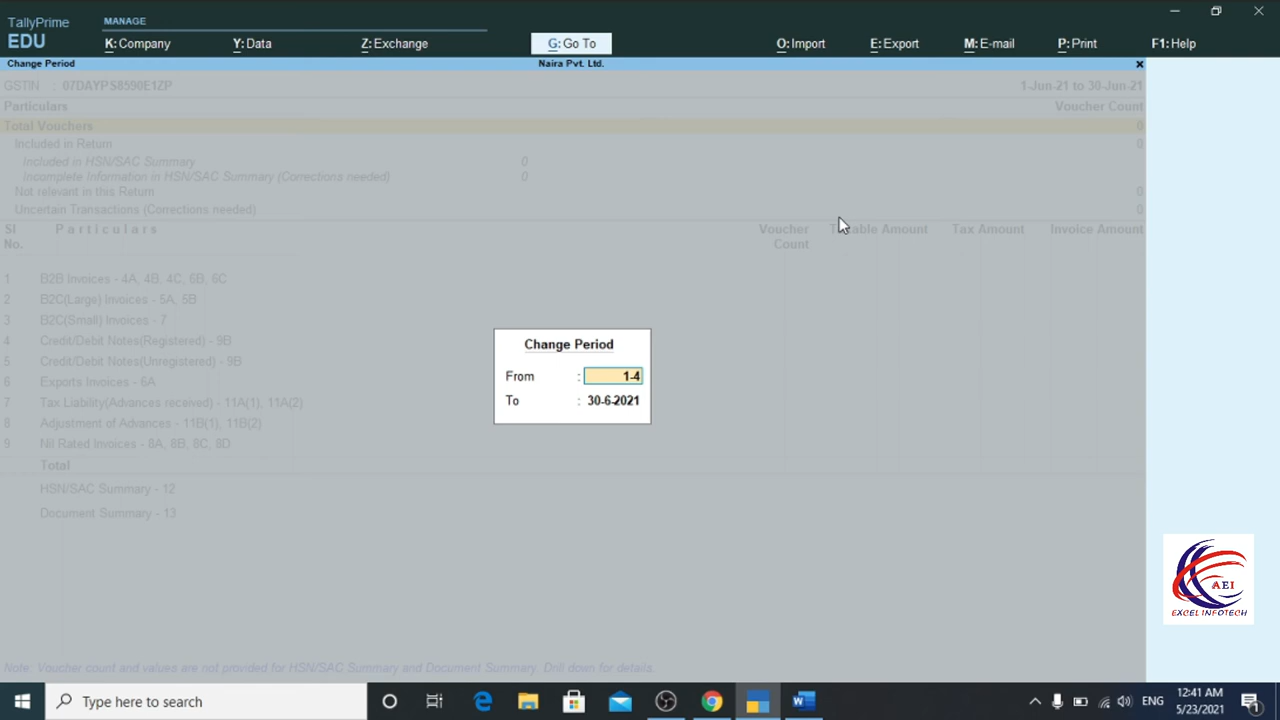 TallyPrime
EDU
MANAGE
K: Company
Y: Data
Z: Exchange
G: Go To
O: Import
E: Export
M: E-mail
P: Print
F1: Help
Change Period
Naira Pvt. Ltd.
GSTIN : 07DAYPS8590E1ZP
1-Jun-21 to 30-Jun-21
Particulars
Voucher Count
Total Vouchers 0
Included in Return 0
Included in HSN/SAC Summary 0
Incomplete Information in HSN/SAC Summary (Corrections needed) 0
Not relevant in this Return 0
Uncertain Transactions (Corrections needed) 0
Sl Particulars Voucher Amount Tax Amount Invoice Amount
No. Count
1 B2B Invoices - 4A, 4B, 4C, 6B, 6C
2 B2C(Large) Invoices - 5A, 5B
3 B2C(Small) Invoices - 7
4 Credit/Debit Notes(Registered) - 9B
5 Credit/Debit Notes(Unregistered) - 9B
6 Exports Invoices - 6A
7 Tax Liability(Advances received) - 11A(1), 11A(2)
8 Adjustment of Advances - 11B(1), 11B(2)
9 Nil Rated Invoices - 8A, 8B, 8C, 8D
Total
HSN/SAC Summary - 12
Document Summary - 13
Change Period
From : 1-4
To : 30-6-2021
AEI
EXCEL INFOTECH
Note: Voucher count and values are not provided for HSN/SAC Summary and Document Summary. Drill down for details.
Type here to search
ENG
12:41 AM
5/23/2021
1